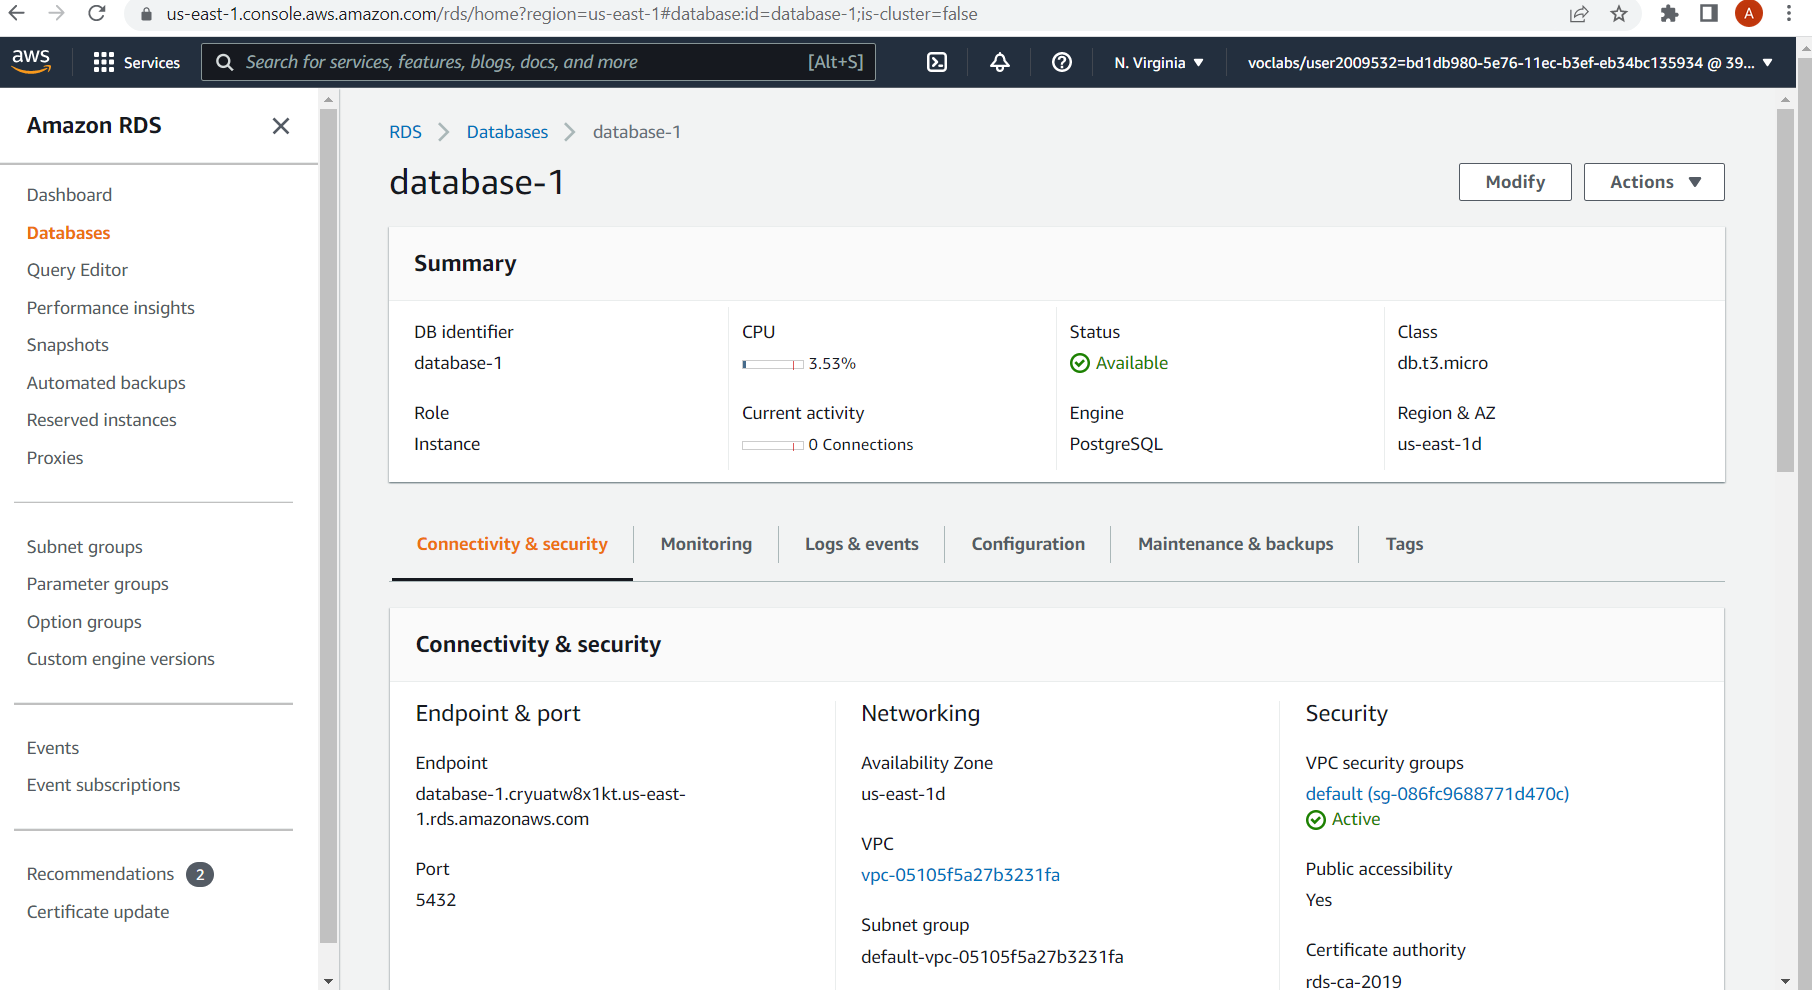 us-east-1.console.aws.amazon.com/rds/home?region=us-east-1#database:id=database-1;is-cluster=false
A
aws
Services
Search for services, features, blogs, docs, and more
[Alt+S]
N. Virginia
voclabs/user2009532=bd1db980-5e76-11ec-b3ef-eb34bc135934 @ 39...
Amazon RDS
Dashboard
Databases
Query Editor
Performance insights
Snapshots
Automated backups
Reserved instances
Proxies
Subnet groups
Parameter groups
Option groups
Custom engine versions
Events
Event subscriptions
Recommendations 2
Certificate update
RDS > Databases > database-1
database-1
Modify
Actions
Summary
DB identifier
database-1
CPU
3.53%
Status
Available
Class
db.t3.micro
Role
Instance
Current activity
0 Connections
Engine
PostgreSQL
Region & AZ
us-east-1d
Connectivity & security
Monitoring
Logs & events
Configuration
Maintenance & backups
Tags
Connectivity & security
Endpoint & port
Endpoint
database-1.cryuatw8x1kt.us-east-
1.rds.amazonaws.com
Port
5432
Networking
Availability Zone
us-east-1d
VPC
vpc-05105f5a27b3231fa
Subnet group
default-vpc-05105f5a27b3231fa
Security
VPC security groups
default (sg-086fc9688771d470c)
Active
Public accessibility
Yes
Certificate authority
rds-ca-2019